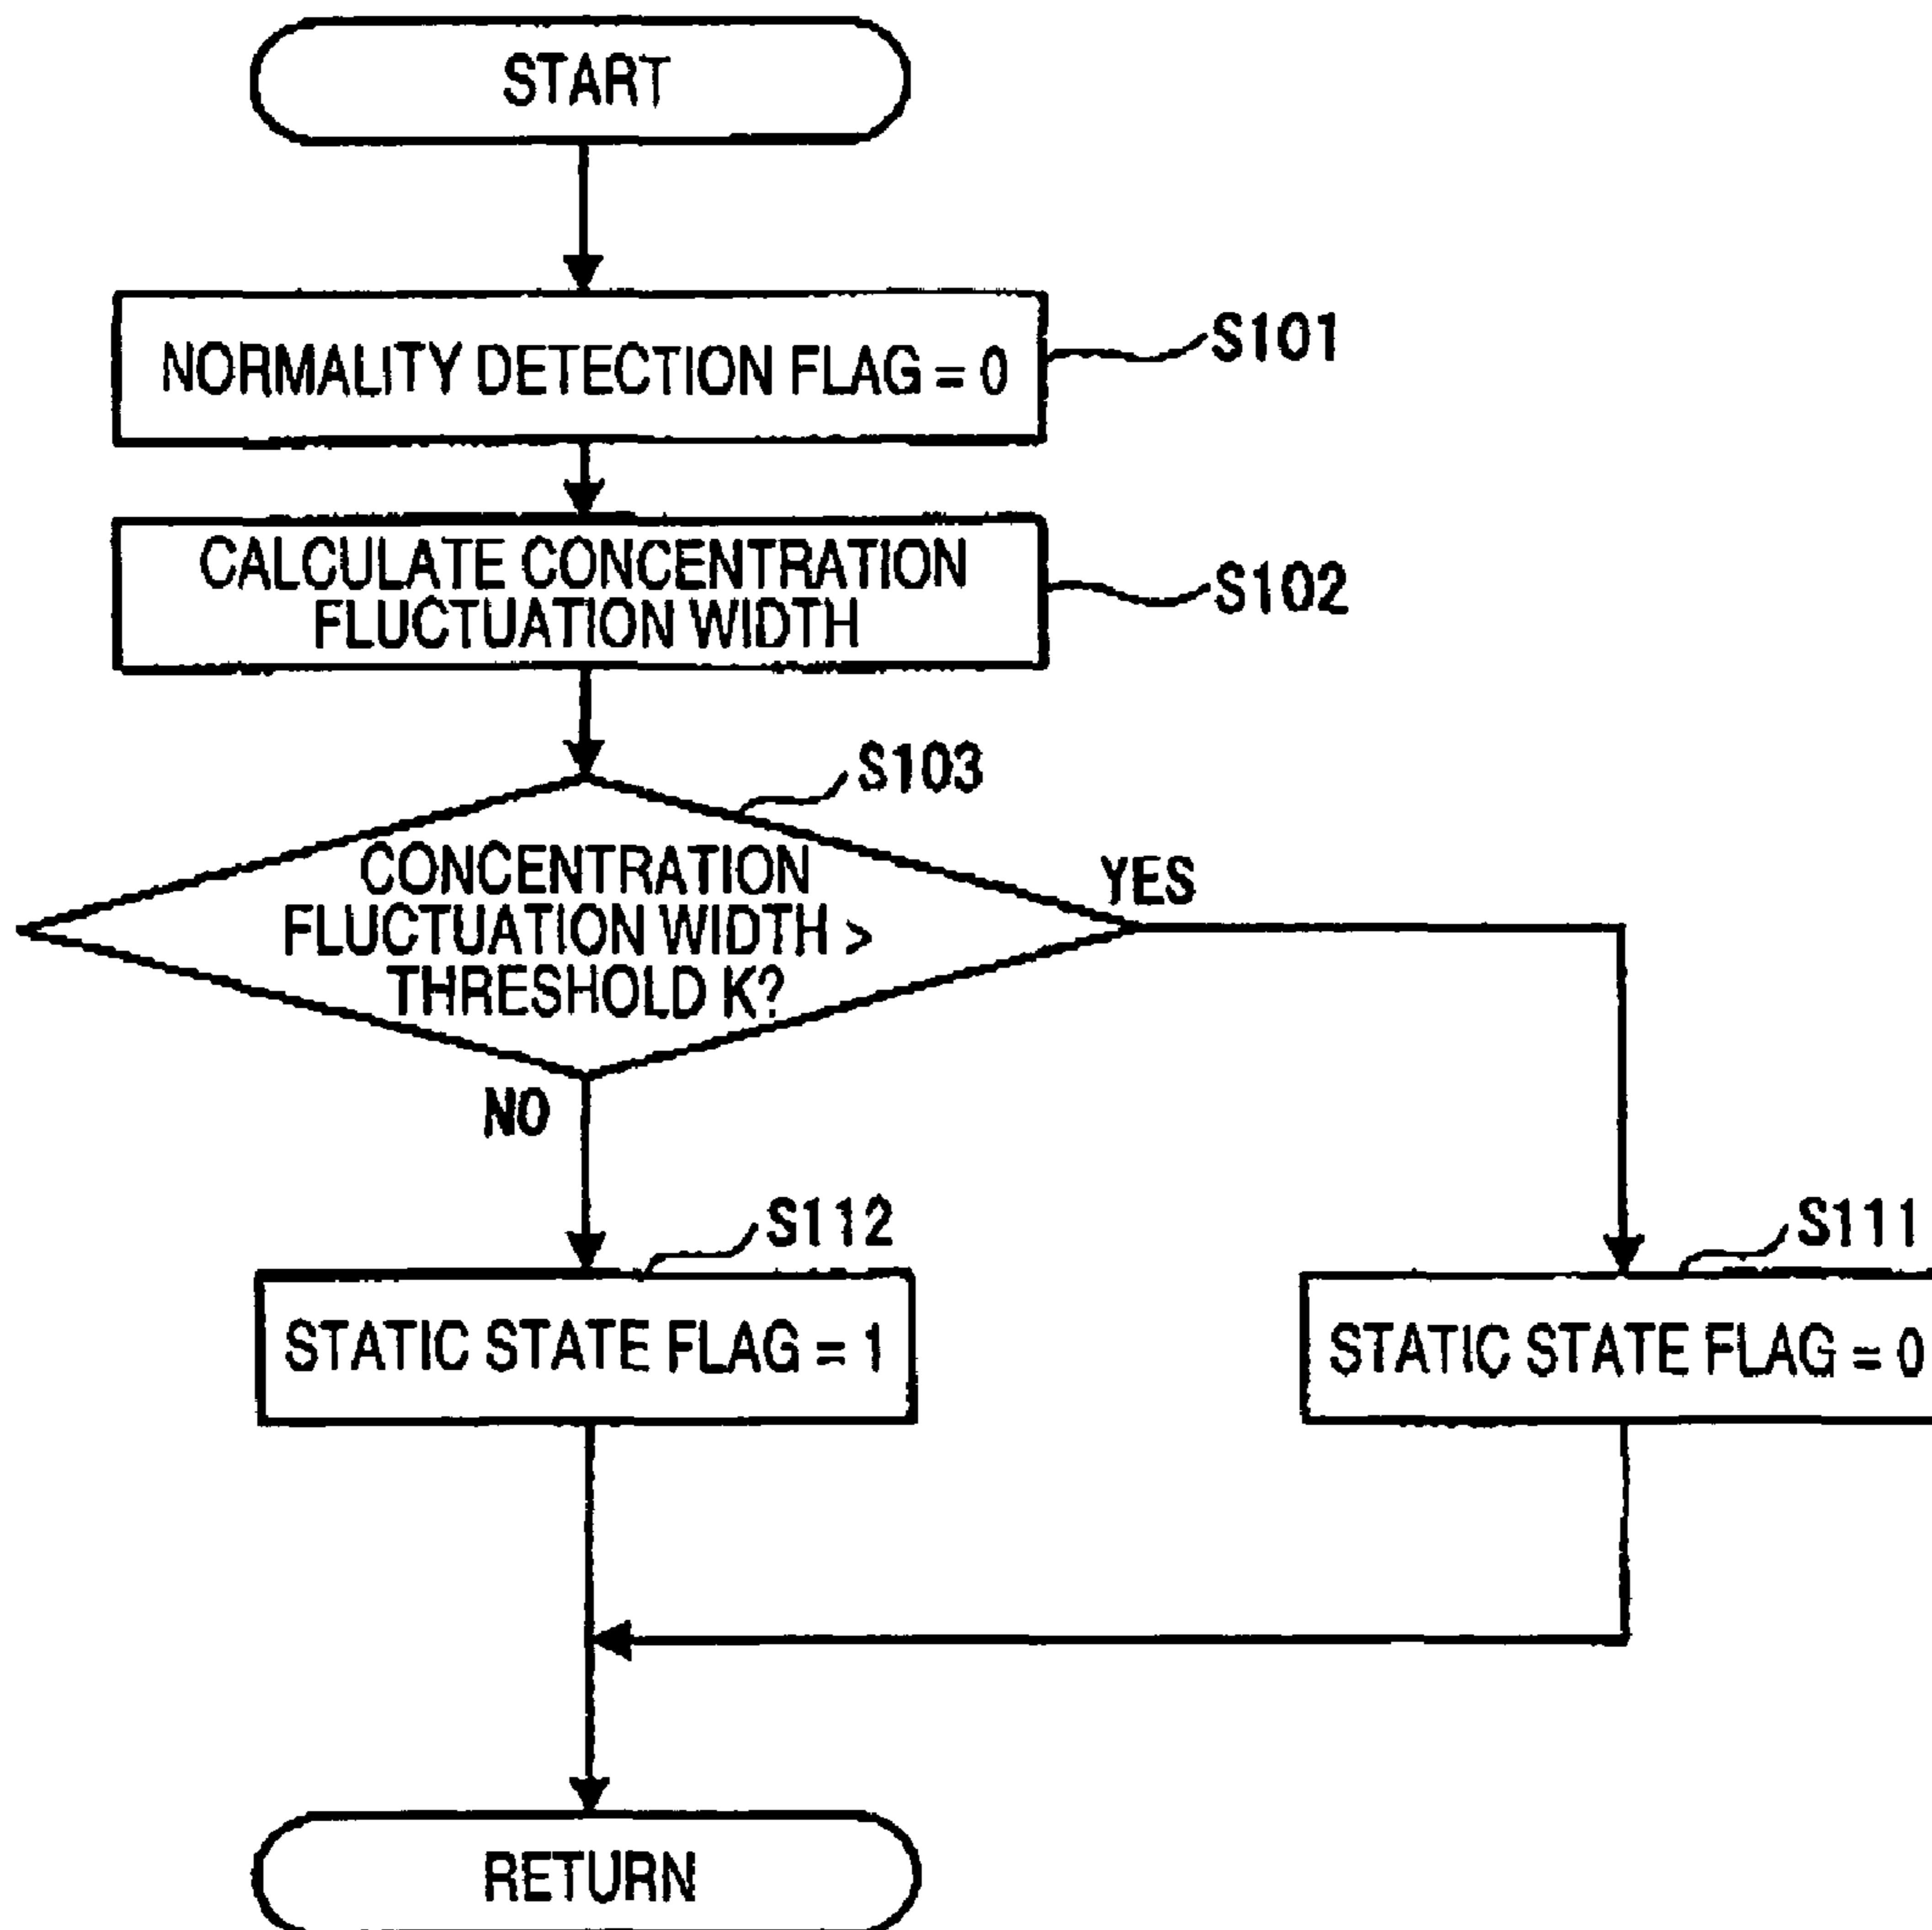 START
NORMALITY DETECTION FLAG = 0
S101
CALCULATE CONCENTRATION
FLUCTUATION WIDTH
S102
S103
CONCENTRATION
FLUCTUATION WIDTH >
THRESHOLD K?
YES
NO
S112
S111
STATIC STATE FLAG = 1
STATIC STATE FLAG = 0
RETURN